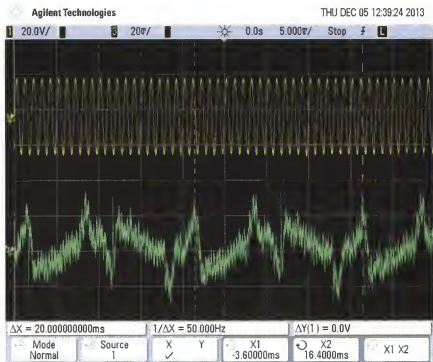 Agilent Technologies THU DEC 05 12:39:24 2013
1 20.0V/ 3 20▽/ 0.0s 5.000▽/ Stop L
ΔX = 20.000000000ms 1/ΔX = 50.000Hz ΔY(1) = 0.0V
Mode Source X Y X1 X2 X1 X2
Normal 1 ✓ -3.60000ms 16.4000ms